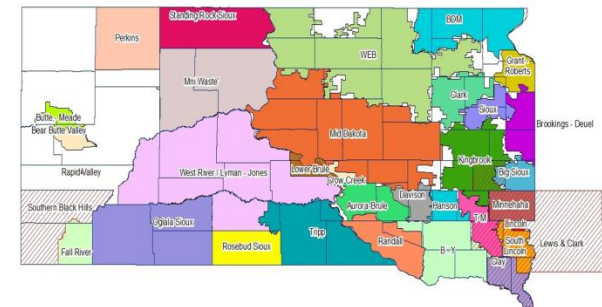 Standing Rock Sioux
BDM
Perkins
WEB
Grant -
Roberts
Mni Waste'
Clark
Sioux
Butte - Meade
Bear Butte Valley
Mid Dakota
Brookings - Deuel
Kingbrook
Rapid Valley
West River / Lyman - Jones
Lower Brule
Big Sioux
Crow Creek
Southern Black Hills
Aurora-Brule
Davison
Hanson
Minnehaha
TM
Lincoln
Oglala Sioux
Tripp
Randall
South
Lincoln
Lewis & Clark
Fall River
Rosebud Sioux
B - Y
Clay